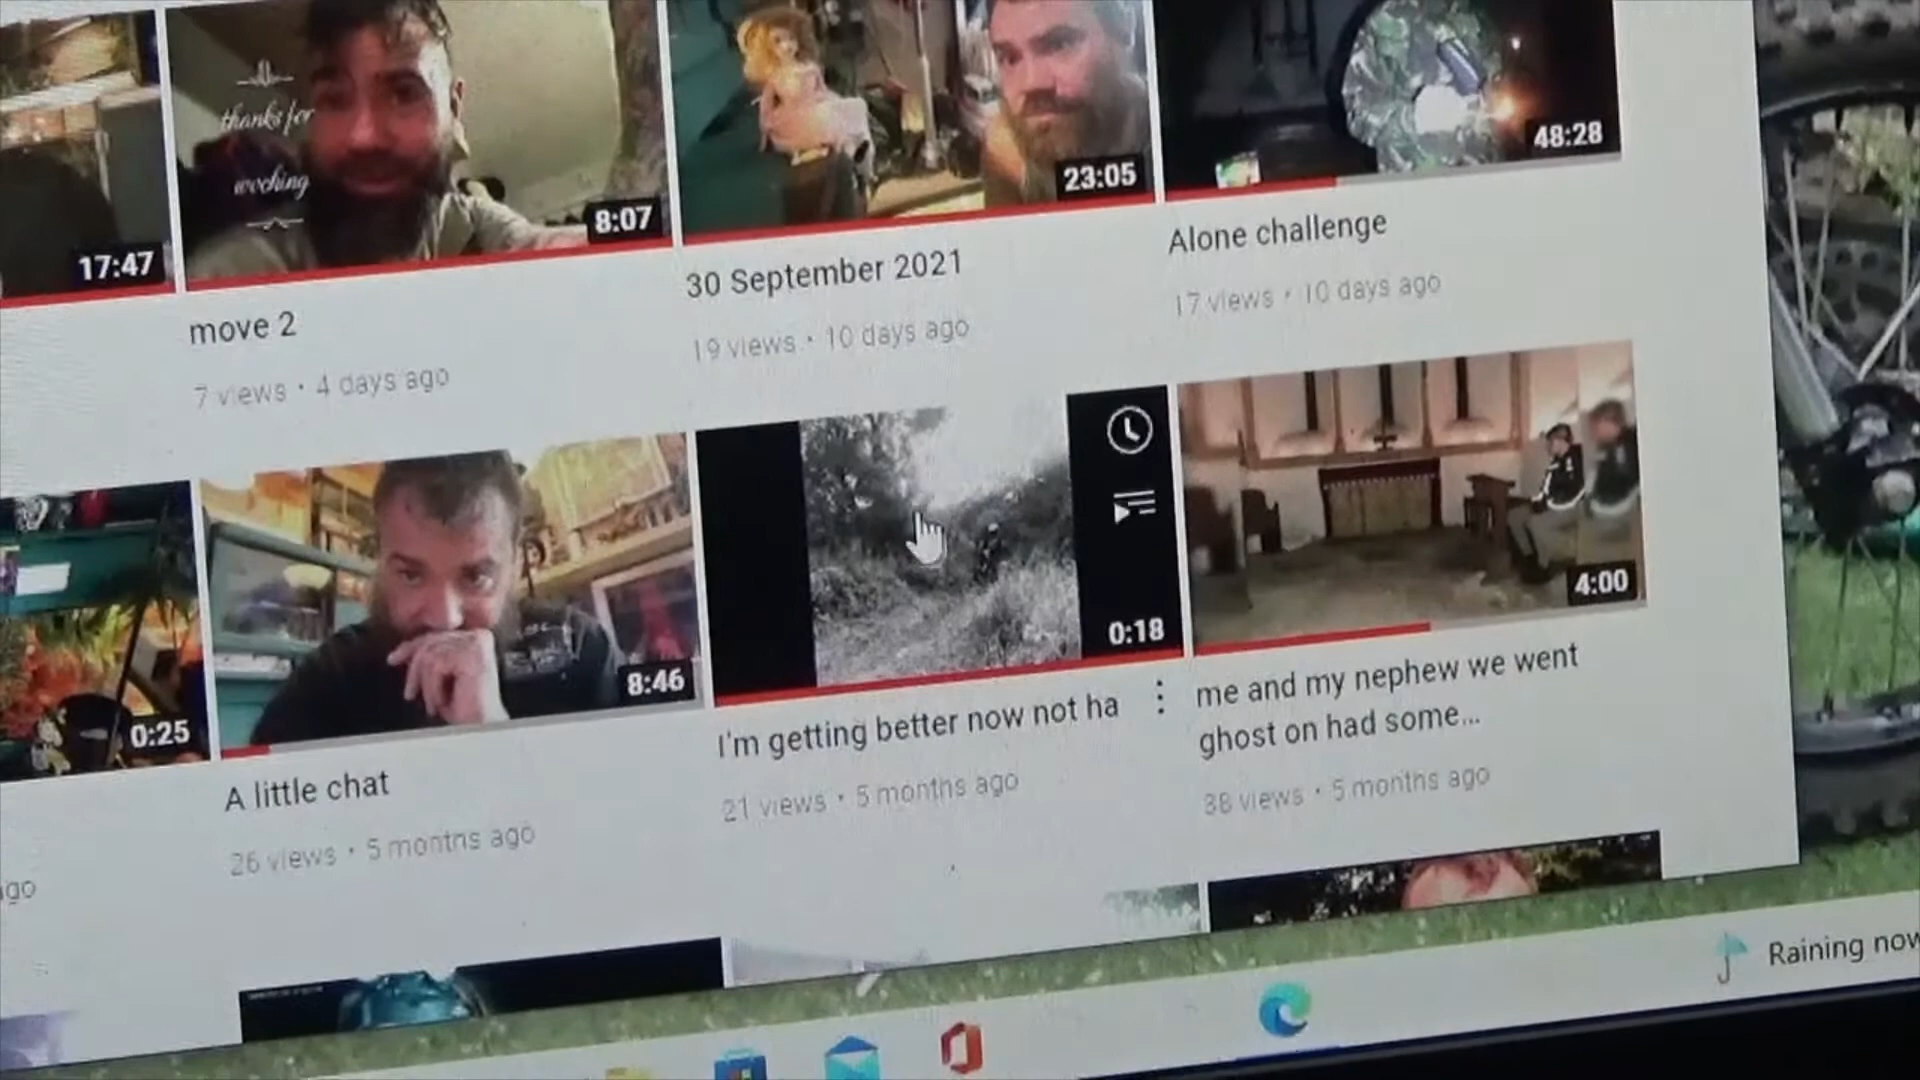 thanks for
woching
17:47
8:07
23:05
48:28
move 2
7 views • 4 days ago
30 September 2021
19 views • 10 days ago
Alone challenge
17 views • 10 days ago
0:25
8:46
0:18
4:00
ago
A little chat
26 views • 5 months ago
I'm getting better now not ha
21 views • 5 months ago
me and my nephew we went
ghost on had some...
38 views • 5 months ago
Raining now